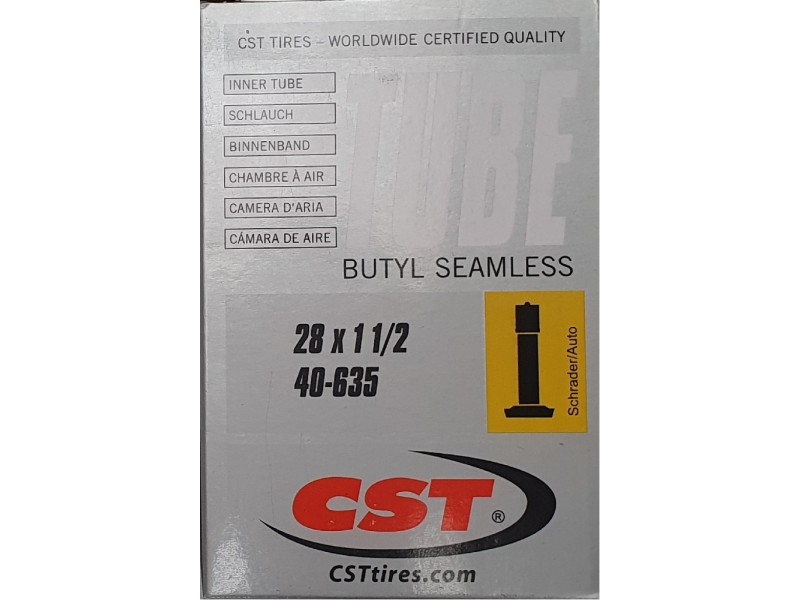 CST TIRES – WORLDWIDE CERTIFIED QUALITY
INNER TUBE
SCHLAUCH
BINNENBAND
CHAMBRE À AIR
CAMERA D'ARIA
CÁMARA DE AIRE
TUBE
BUTYL SEAMLESS
28 x 1 1/2
40-635
Schrader/Auto
CST ®
CSTtires.com